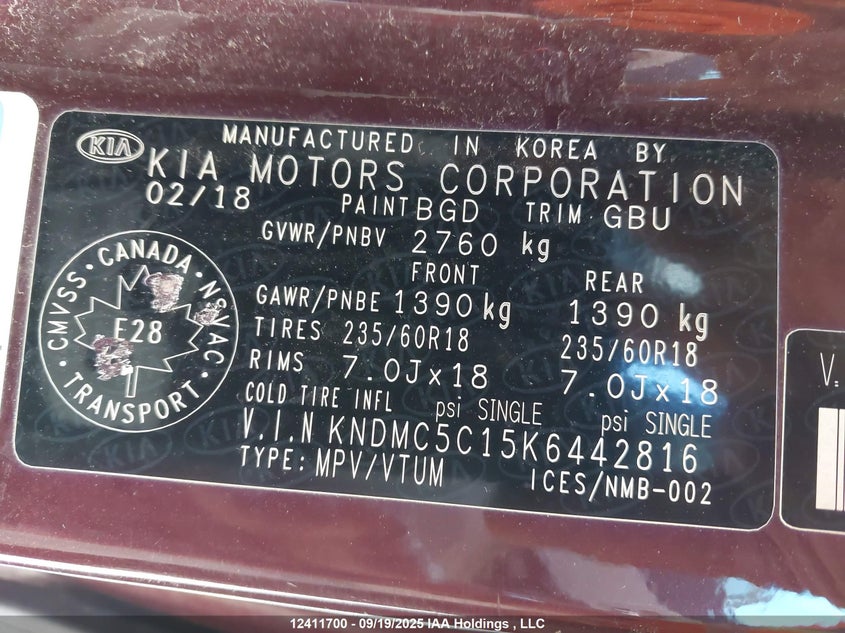 KIA
MANUFACTURED IN KOREA BY
KIA MOTORS CORPORATION
02/18 PAINT BGD TRIM GBU
GVWR/PNBV 2760 kg
FRONT REAR
GAWR/PNBE 1390 kg 1390 kg
TIRES 235/60R18 235/60R18
RIMS 7.0Jx18 7.0Jx18
COLD TIRE INFL psi SINGLE psi SINGLE
V.I.N KNDMC5C15K6442816
TYPE: MPV/VTUM ICES/NMB-002
CMVSS · CANADA · NSVAC · TRANSPORT
E28
V.
12411700 - 09/19/2025 IAA Holdings , LLC